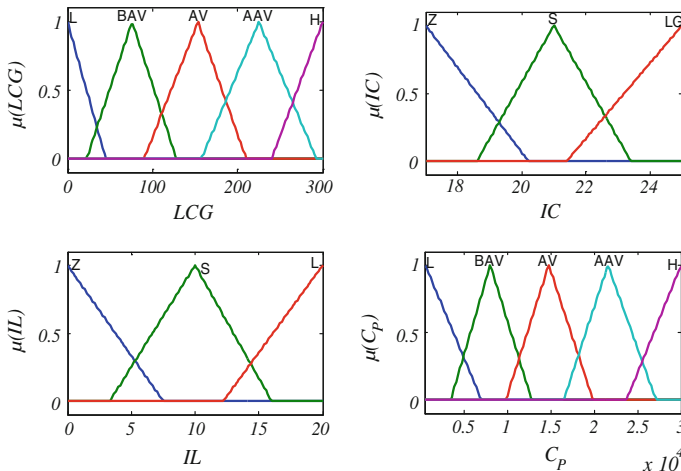 L BAV AV AAV H
1
0.5
0
μ(LCG)
0 100 200 300
LCG
Z S LG
1
0.5
0
μ(IC)
18 20 22 24
IC
Z S L
1
0.5
0
μ(IL)
0 5 10 15 20
IL
L BAV AV AAV H
1
0.5
0
μ(C_P)
0.5 1 1.5 2 2.5 3
C_P
x 10^4